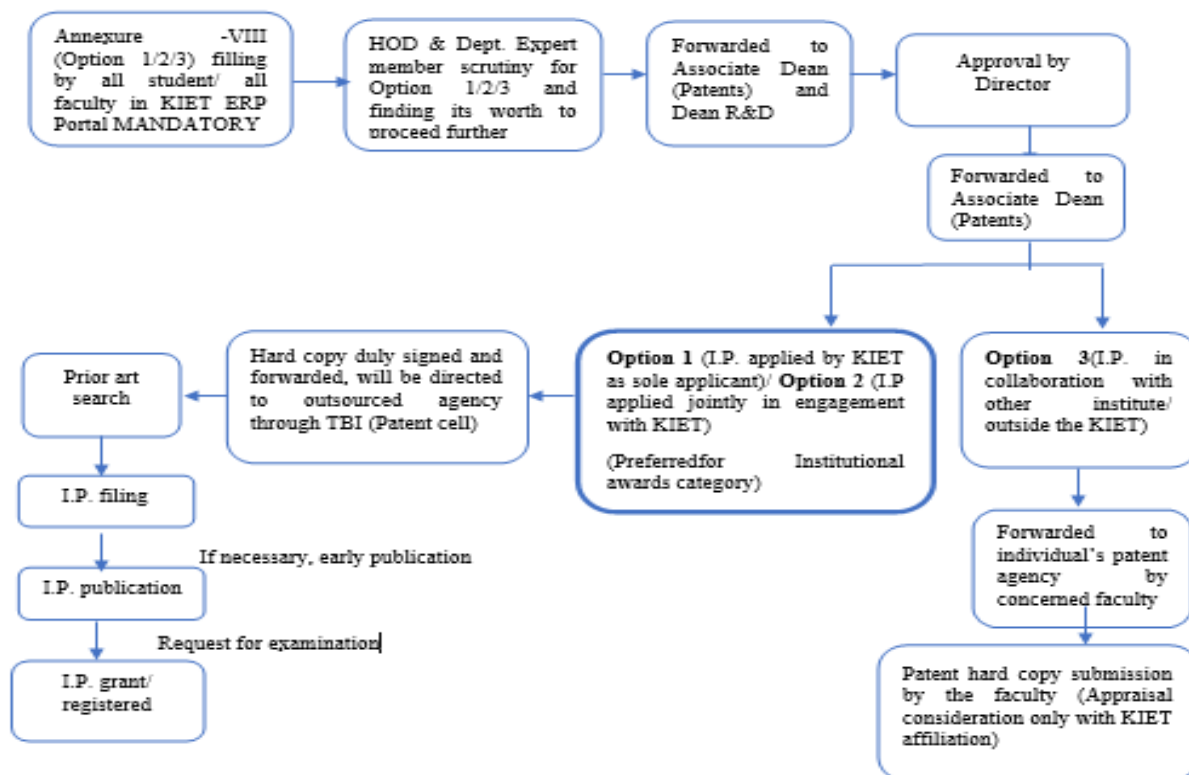 Annexure -VIII
(Option 1/2/3) filling
by all student/ all
faculty in KIET ERP
Portal MANDATORY
HOD & Dept. Expert
member scrutiny for
Option 1/2/3 and
finding its worth to
proceed further
Forwarded to
Associate Dean
(Patents) and
Dean R&D
Approval by
Director
Forwarded to
Associate Dean
(Patents)
Option 1 (I.P. applied by KIET
as sole applicant)/ Option 2 (I.P
applied jointly in engagement
with KIET)
(Preferredfor Institutional
awards category)
Option 3(I.P. in
collaboration with
other institute/
outside the KIET)
Hard copy duly signed and
forwarded, will be directed
to outsourced agency
through TBI (Patent cell)
Prior art
search
I.P. filing
If necessary, early publication
I.P. publication
Request for examination
I.P. grant/
registered
Forwarded to
individual's patent
agency by
concerned faculty
Patent hard copy submission
by the faculty (Appraisal
consideration only with KIET
affiliation)